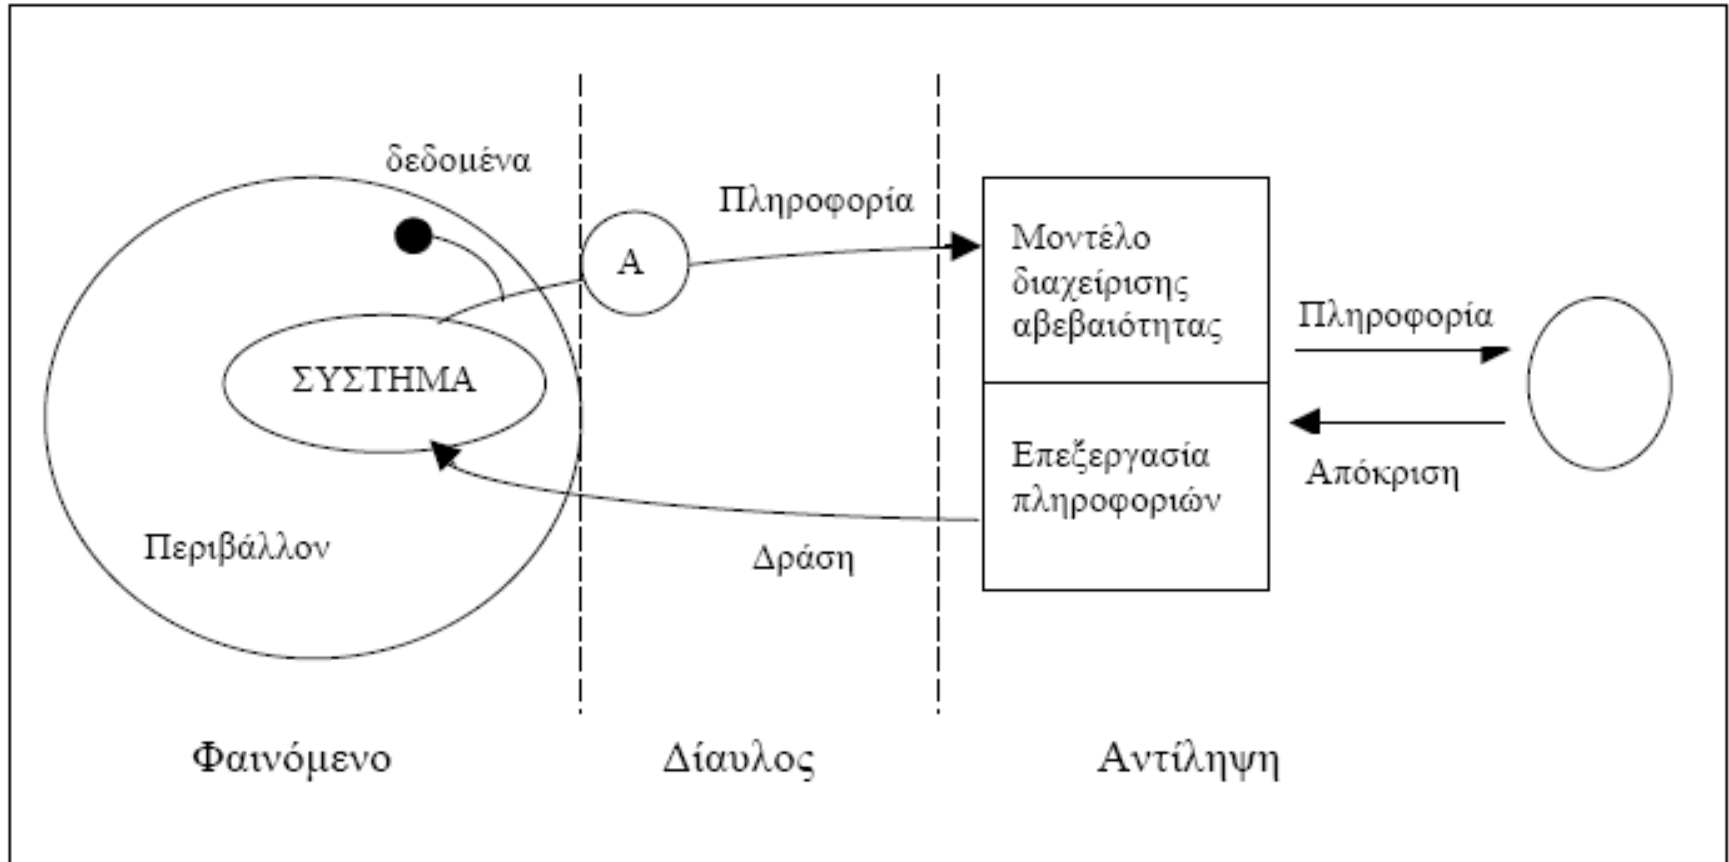 δεδομένα
Πληροφορία
Α
Μοντέλο
διαχείρισης
αβεβαιότητας
Πληροφορία
ΣΥΣΤΗΜΑ
Επεξεργασία
πληροφοριών
Απόκριση
Περιβάλλον
Δράση
Φαινόμενο
Δίαυλος
Αντίληψη